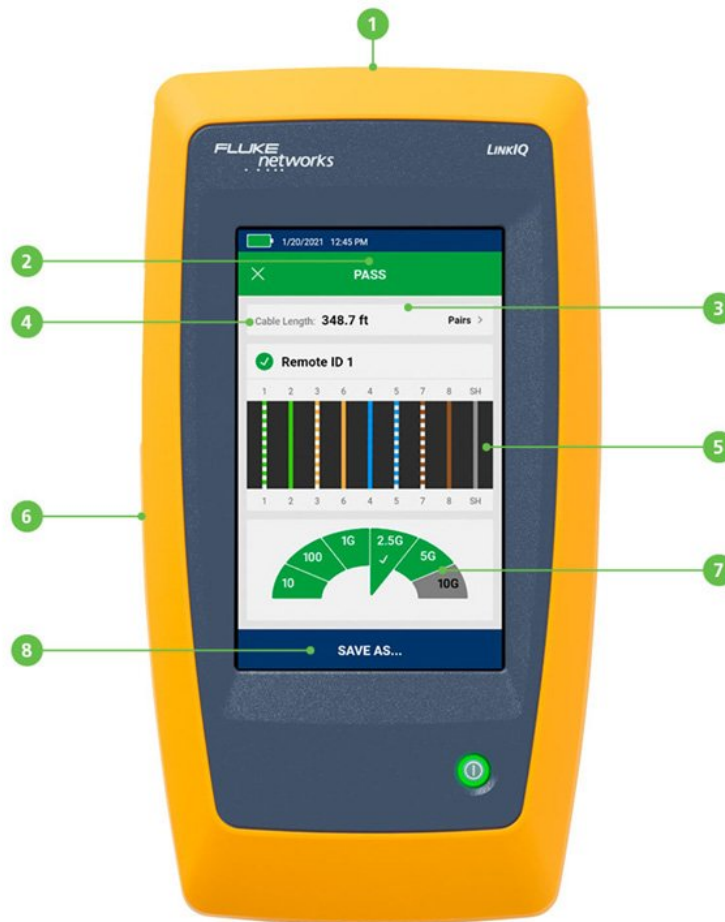 1
FLUKE
networks
LINKIQ
1/20/2021 12:45 PM
2
PASS
3
4
Cable Length: 348.7 ft
Pairs >
Remote ID 1
1 2 3 6 4 5 7 8 SH
5
1 2 3 6 4 5 7 8 SH
6
10 100 1G 2.5G 5G 10G
7
8
SAVE AS...